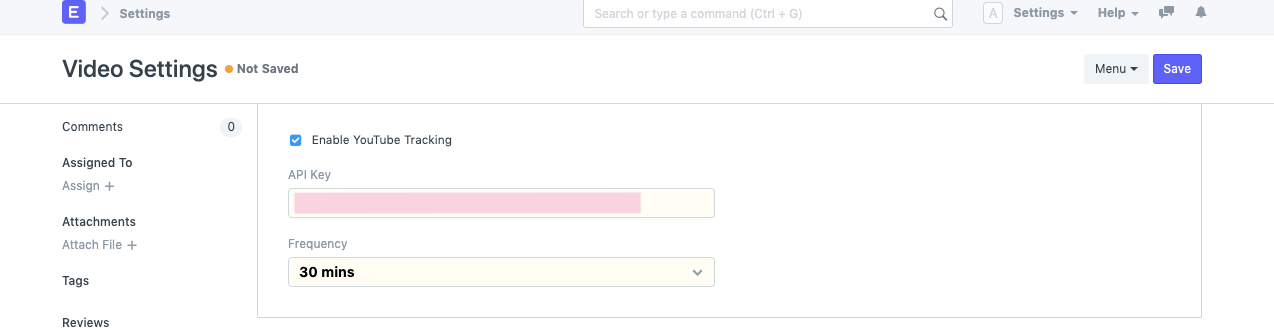 E Settings Search or type a command (Ctrl + G) A Settings Help
Video Settings Not Saved Menu Save
Comments 0
Enable YouTube Tracking
Assigned To
Assign +
API Key
Attachments
Attach File +
Frequency
30 mins
Tags
Reviews